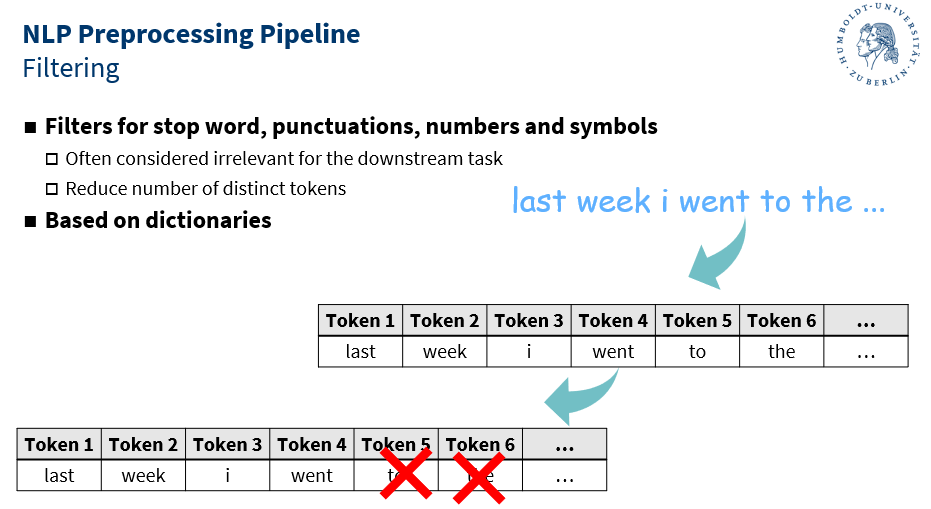 NLP Preprocessing Pipeline
Filtering
HUMBOLDT-UNIVERSITÄT ZU BERLIN
■ Filters for stop word, punctuations, numbers and symbols
□ Often considered irrelevant for the downstream task
□ Reduce number of distinct tokens
■ Based on dictionaries
last week i went to the ...
Token 1 Token 2 Token 3 Token 4 Token 5 Token 6 ...
last week i went to the ...
Token 1 Token 2 Token 3 Token 4 Token 5 Token 6 ...
last week i went to the ...